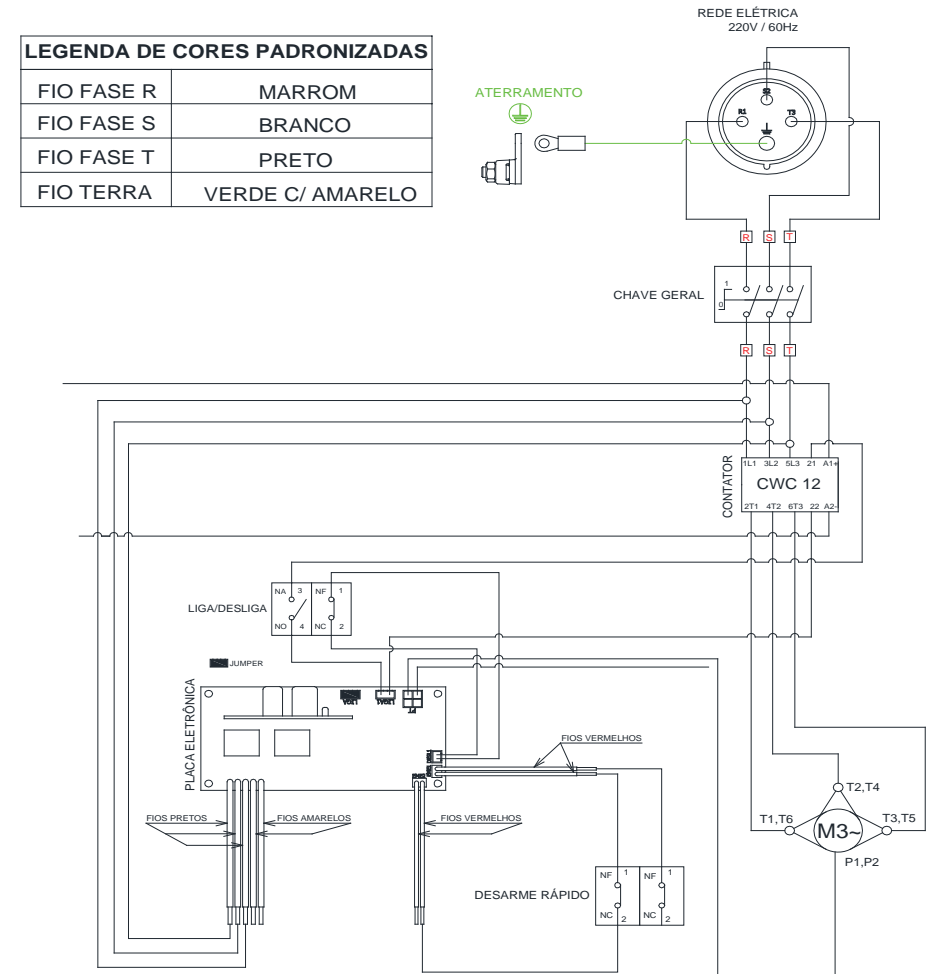 REDE ELÉTRICA
220V / 60Hz
LEGENDA DE CORES PADRONIZADAS
FIO FASE R MARROM
FIO FASE S BRANCO
FIO FASE T PRETO
FIO TERRA VERDE C/ AMARELO
ATERRAMENTO
S2
R1 T3
R S T
CHAVE GERAL
1
0
R S T
CONTATOR
1L1 3L2 5L3 21 A1+
CWC 12
2T1 4T2 6T3 22 A2-
LIGA/DESLIGA
NA 3 NF 1
NO 4 NC 2
JUMPER
PLACA ELETRÔNICA
LIGA LIGA1 PT
FIOS VERMELHOS
FIOS PRETOS
FIOS AMARELOS
FIOS VERMELHOS
T2,T4
T1,T6 T3,T5
M3~
P1,P2
DESARME RÁPIDO
NF 1 NF 1
NC 2 NC 2